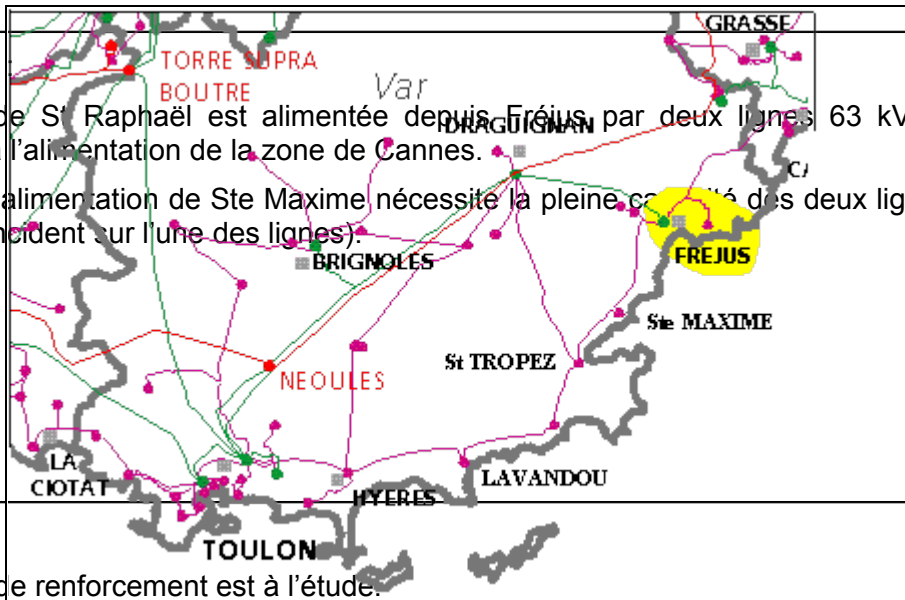 GRASSE
TORRE SUPRA
BOUTRE
Var
de St Raphaël est alimentée depuis Fréjus par deux lignes 63 kV
DRAGUIGNAN
l'alimentation de la zone de Cannes.
CA
alimentation de Ste Maxime nécessite la pleine capacité des deux lig
incident sur l'une des lignes).
BRIGNOLES
FREJUS
Ste MAXIME
St TROPEZ
NEOULES
LA
CIOTAT
LAVANDOU
HYERES
TOULON
de renforcement est à l'étude.